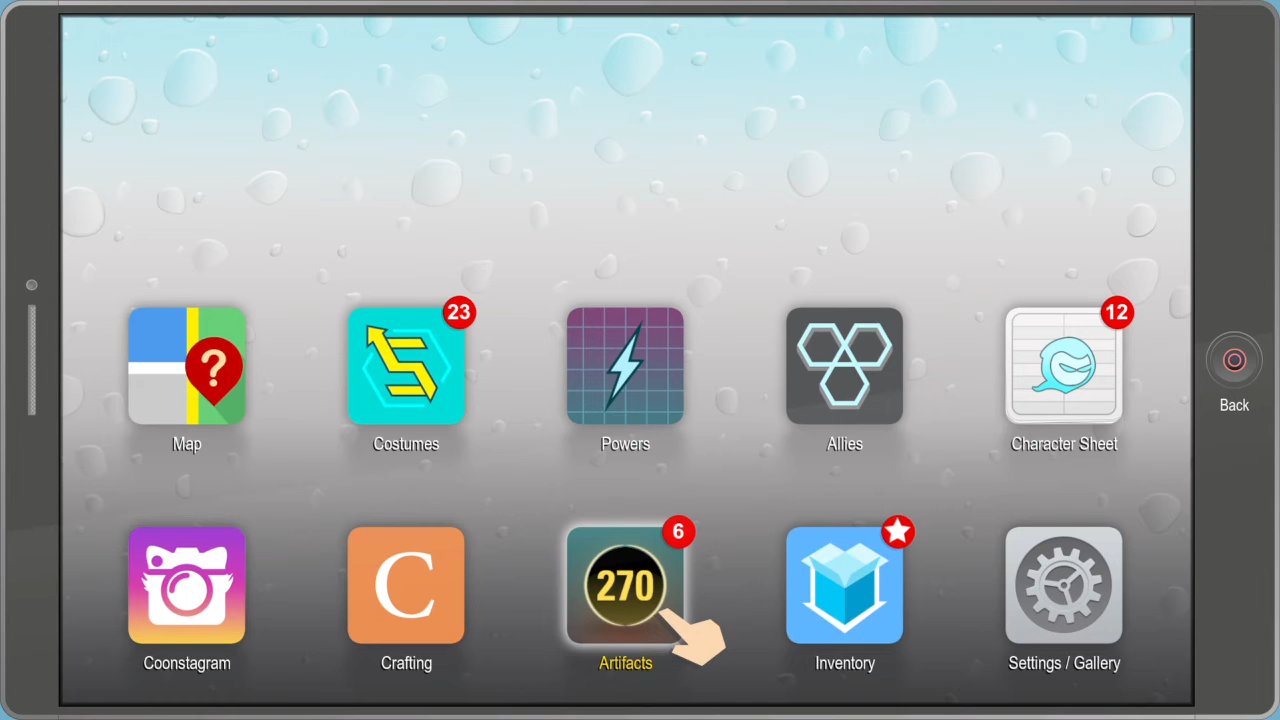 23
12
?
Map
Costumes
Powers
Allies
Character Sheet
Back
6
C
270
Coonstagram
Crafting
Artifacts
Inventory
Settings / Gallery